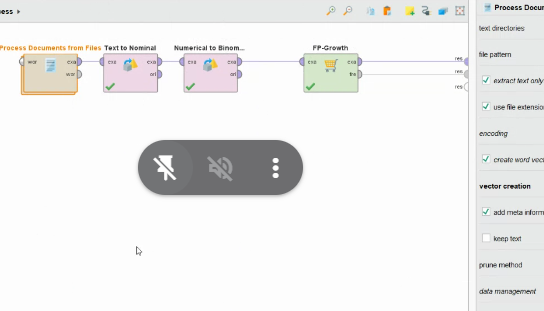 ess
Process Documents from Files
Text to Nominal
Numerical to Binom...
FP-Growth
wor
exa
wor
exa
exa
ori
exa
exa
ori
exa
exa
fre
res
res
res
Process Docum
text directories
file pattern
extract text only
use file extension
encoding
create word vect
vector creation
add meta inform
keep text
prune method
data management